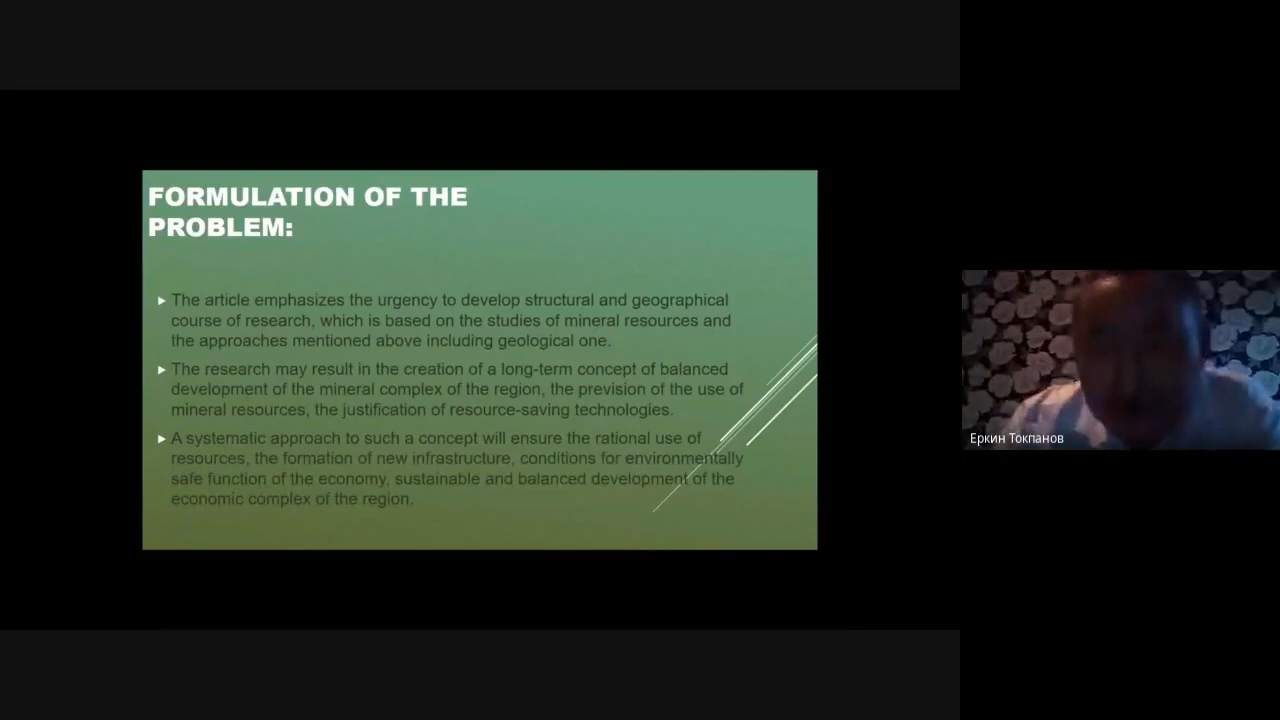 FORMULATION OF THE
PROBLEM:
The article emphasizes the urgency to develop structural and geographical
course of research, which is based on the studies of mineral resources and
the approaches mentioned above including geological one.
The research may result in the creation of a long-term concept of balanced
development of the mineral complex of the region, the prevision of the use of
mineral resources, the justification of resource-saving technologies.
A systematic approach to such a concept will ensure the rational use of
resources, the formation of new infrastructure, conditions for environmentally
safe function of the economy, sustainable and balanced development of the
economic complex of the region.
Еркин Токпанов